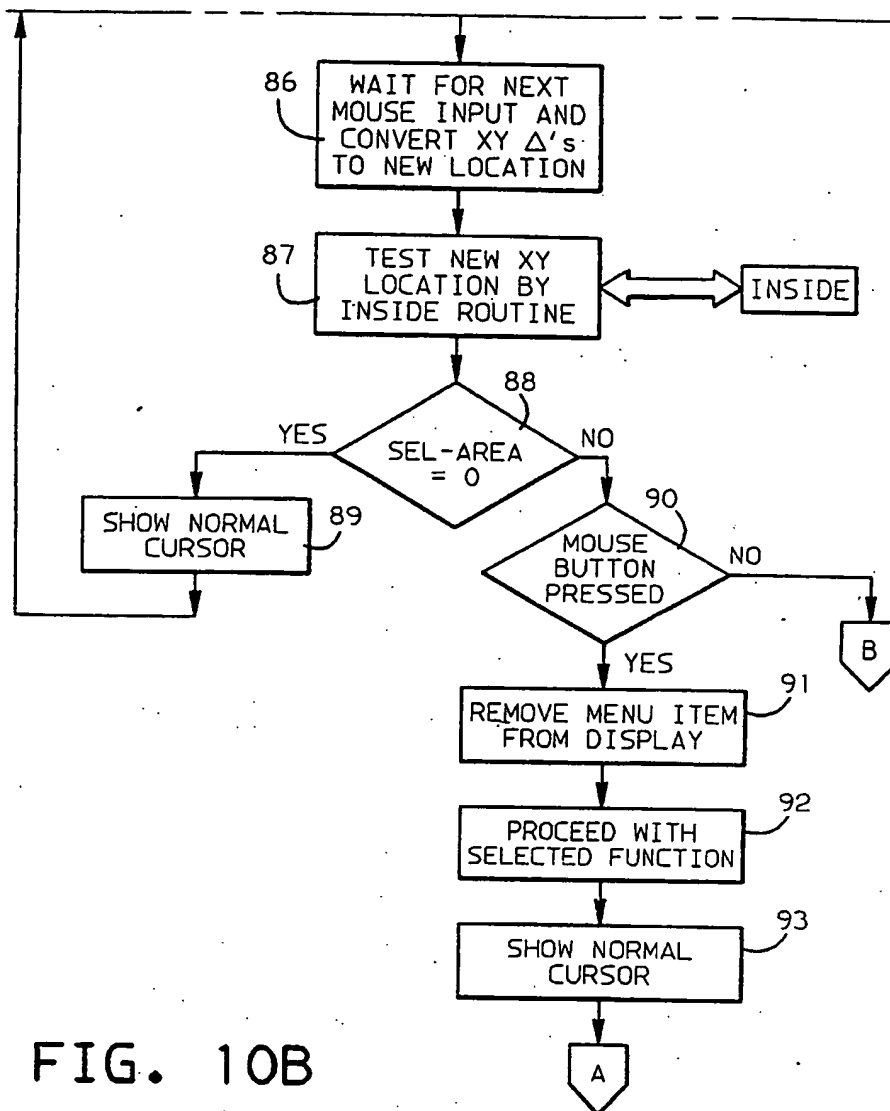 86
WAIT FOR NEXT
MOUSE INPUT AND
CONVERT XY Δ's
TO NEW LOCATION
87
TEST NEW XY
LOCATION BY
INSIDE ROUTINE
INSIDE
88
YES
SEL-AREA
= 0
NO
SHOW NORMAL
CURSOR
89
90
MOUSE
BUTTON
PRESSED
NO
B
YES
91
REMOVE MENU ITEM
FROM DISPLAY
92
PROCEED WITH
SELECTED FUNCTION
93
SHOW NORMAL
CURSOR
A
FIG. 10B